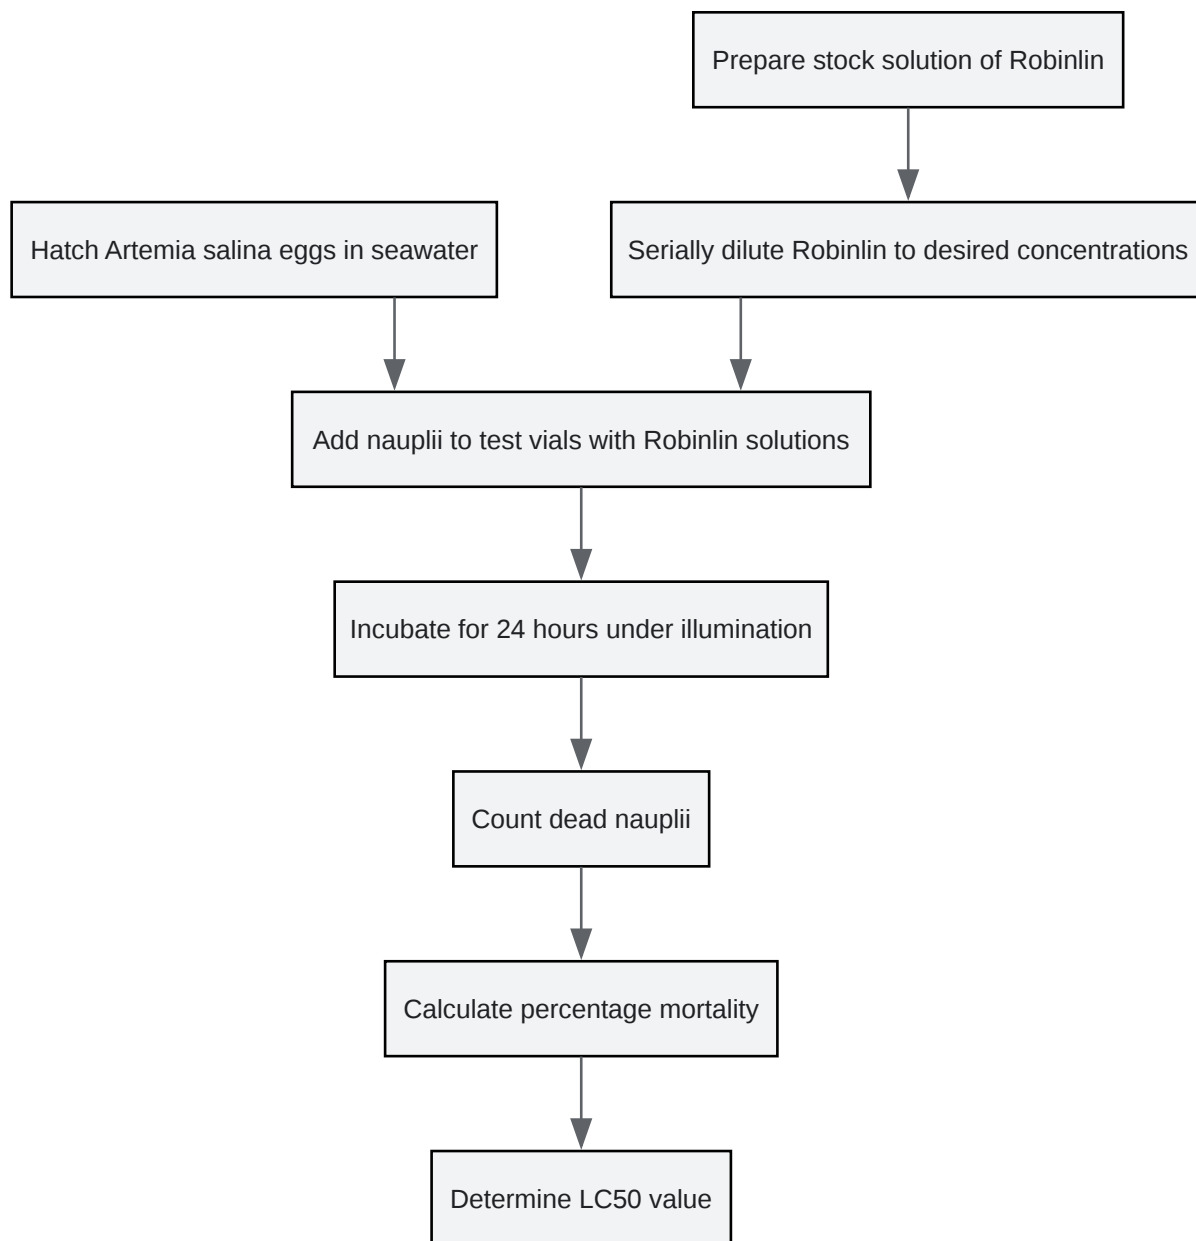 Prepare stock solution of Robinlin
Hatch Artemia salina eggs in seawater
Serially dilute Robinlin to desired concentrations
Add nauplii to test vials with Robinlin solutions
Incubate for 24 hours under illumination
Count dead nauplii
Calculate percentage mortality
Determine LC50 value